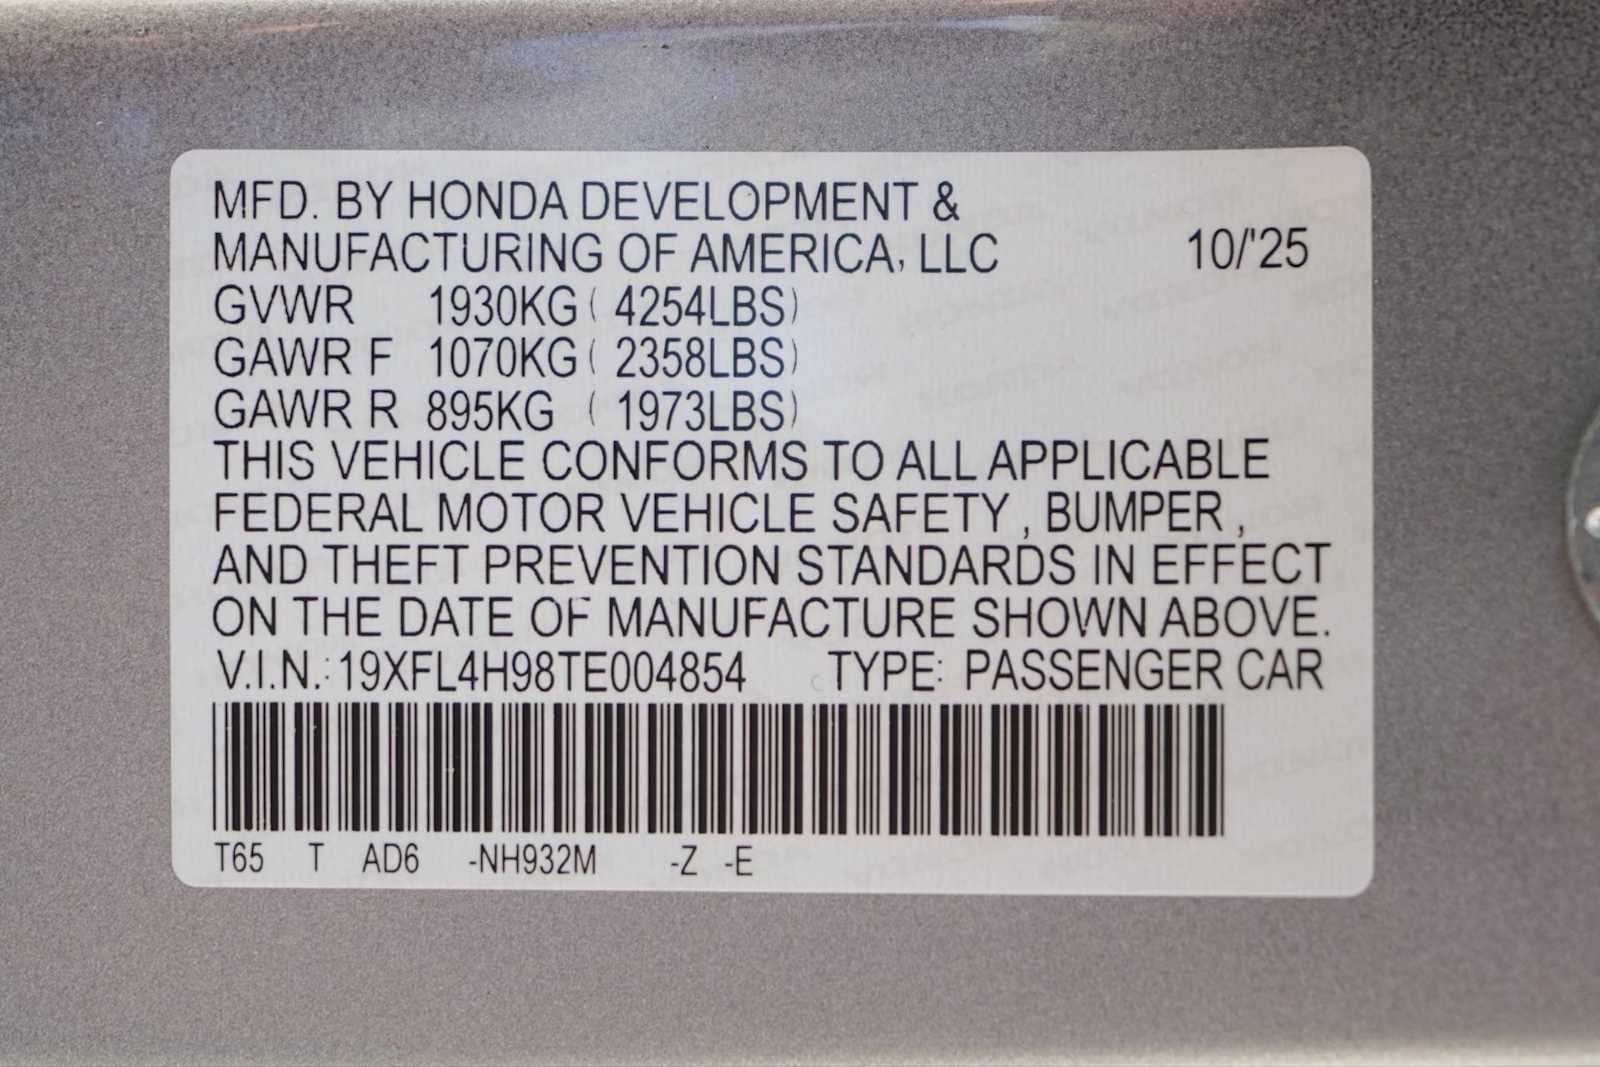 MFD. BY HONDA DEVELOPMENT &
MANUFACTURING OF AMERICA, LLC 10/'25
GVWR 1930KG ( 4254LBS)
GAWR F 1070KG ( 2358LBS)
GAWR R 895KG ( 1973LBS)
THIS VEHICLE CONFORMS TO ALL APPLICABLE
FEDERAL MOTOR VEHICLE SAFETY , BUMPER ,
AND THEFT PREVENTION STANDARDS IN EFFECT
ON THE DATE OF MANUFACTURE SHOWN ABOVE.
V.I.N.: 19XFL4H98TE004854 TYPE: PASSENGER CAR
T65 T AD6 -NH932M -Z -E